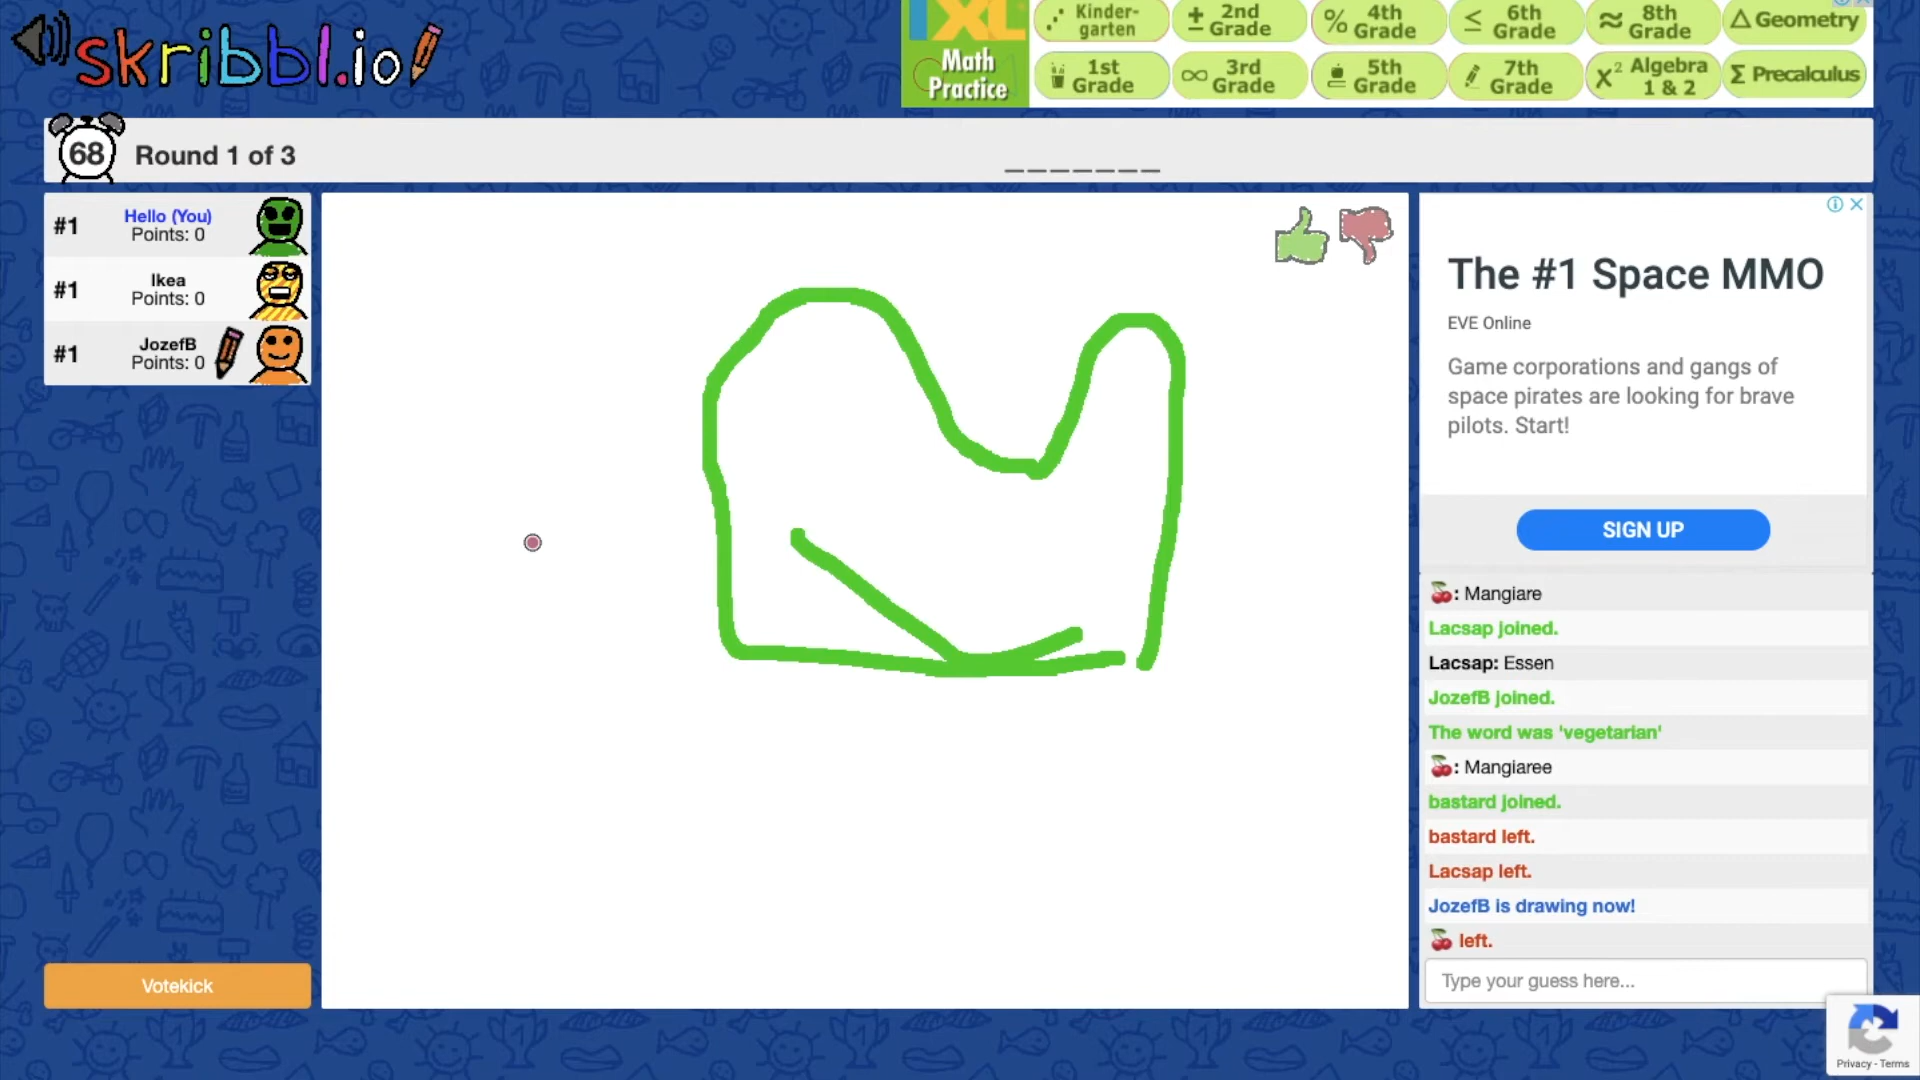 skribbl.io
IXL
Math
Practice
Kinder-
garten
2nd
Grade
4th
Grade
6th
Grade
8th
Grade
Geometry
1st
Grade
3rd
Grade
5th
Grade
7th
Grade
Algebra
1 & 2
Precalculus
68
Round 1 of 3
_ _ _ _ _ _ _
#1
Hello (You)
Points: 0
#1
Ikea
Points: 0
#1
JozefB
Points: 0
The #1 Space MMO
EVE Online
Game corporations and gangs of
space pirates are looking for brave
pilots. Start!
SIGN UP
🍒: Mangiare
Lacsap joined.
Lacsap: Essen
JozefB joined.
The word was 'vegetarian'
🍒: Mangiaree
bastard joined.
bastard left.
Lacsap left.
JozefB is drawing now!
🍒 left.
Type your guess here...
Votekick
Privacy - Terms